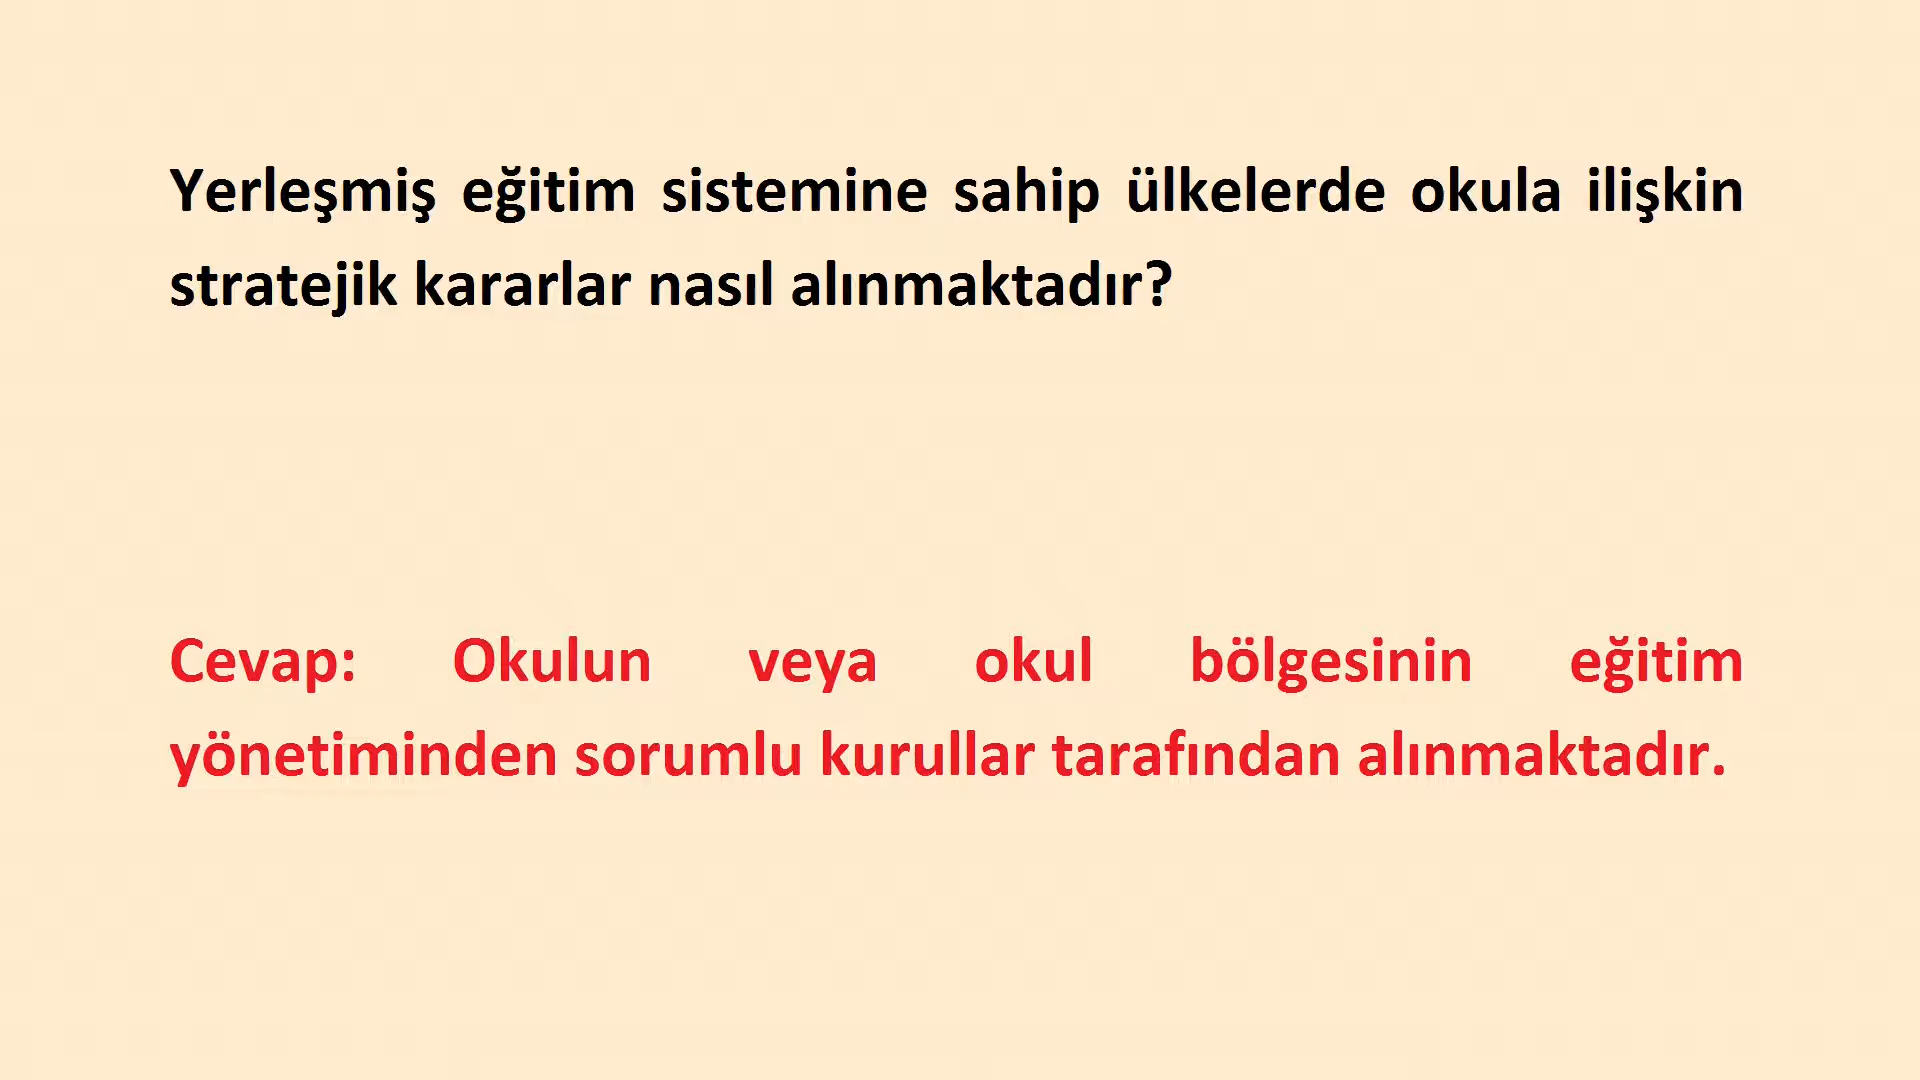 Yerleşmiş eğitim sistemine sahip ülkelerde okula ilişkin
stratejik kararlar nasıl alınmaktadır?
Cevap: Okulun veya okul bölgesinin eğitim
yönetiminden sorumlu kurullar tarafından alınmaktadır.